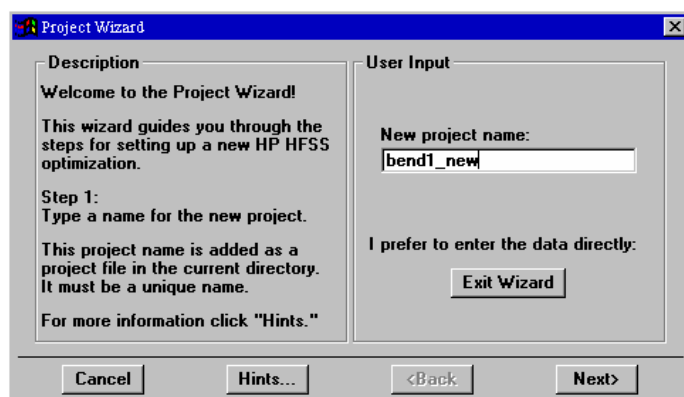 Project Wizard
Description
Welcome to the Project Wizard!
This wizard guides you through the
steps for setting up a new HP HFSS
optimization.
Step 1:
Type a name for the new project.
This project name is added as a
project file in the current directory.
It must be a unique name.
For more information click "Hints."
User Input
New project name:
bend1_new
I prefer to enter the data directly:
Exit Wizard
Cancel
Hints...
<Back
Next>